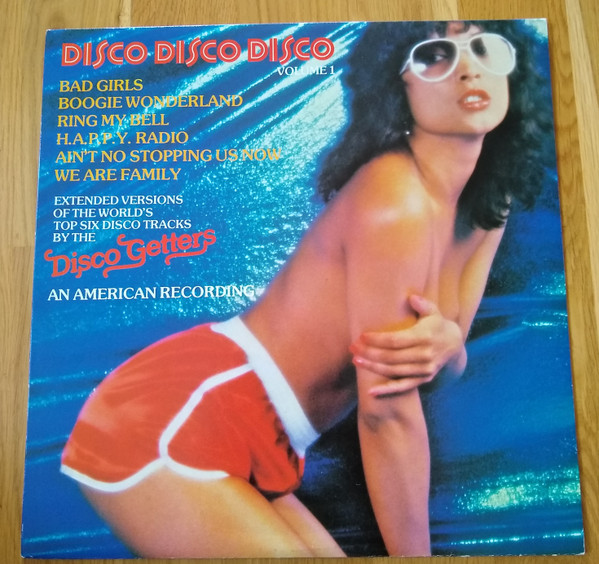 DISCO DISCO DISCO
VOLUME 1
BAD GIRLS
BOOGIE WONDERLAND
RING MY BELL
H.A.P.P.Y. RADIO
AIN'T NO STOPPING US NOW
WE ARE FAMILY
EXTENDED VERSIONS
OF THE WORLD'S
TOP SIX DISCO TRACKS
BY THE
Disco Getters
AN AMERICAN RECORDING